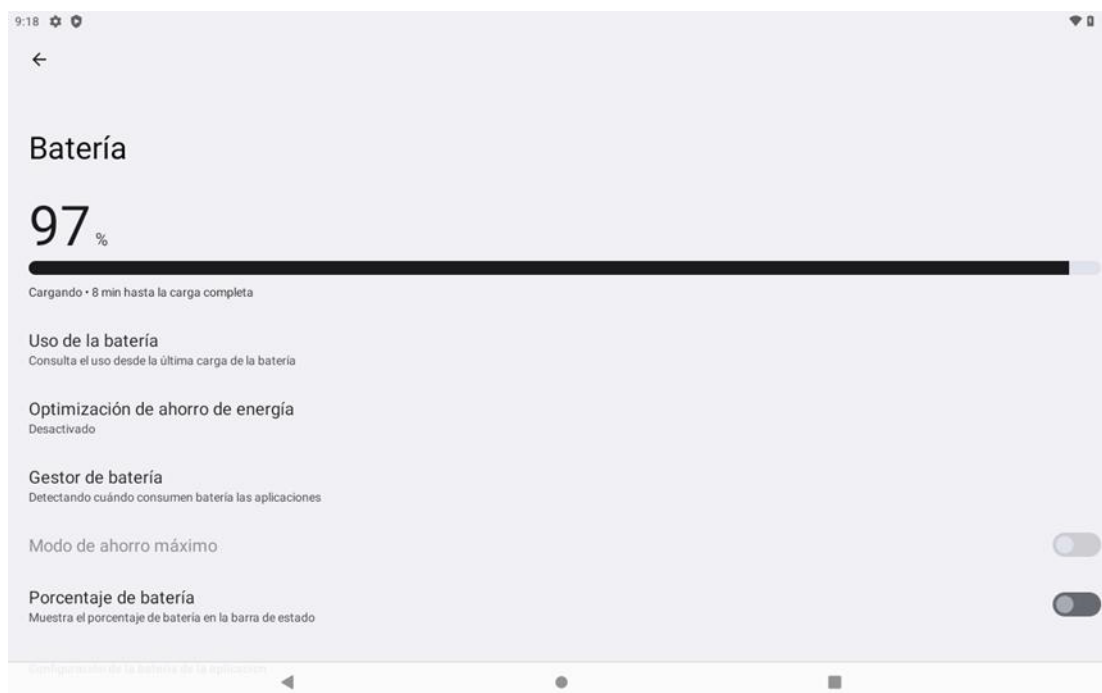 9:18
Batería
97 %
Cargando • 8 min hasta la carga completa
Uso de la batería
Consulta el uso desde la última carga de la batería
Optimización de ahorro de energía
Desactivado
Gestor de batería
Detectando cuándo consumen batería las aplicaciones
Modo de ahorro máximo
Porcentaje de batería
Muestra el porcentaje de batería en la barra de estado